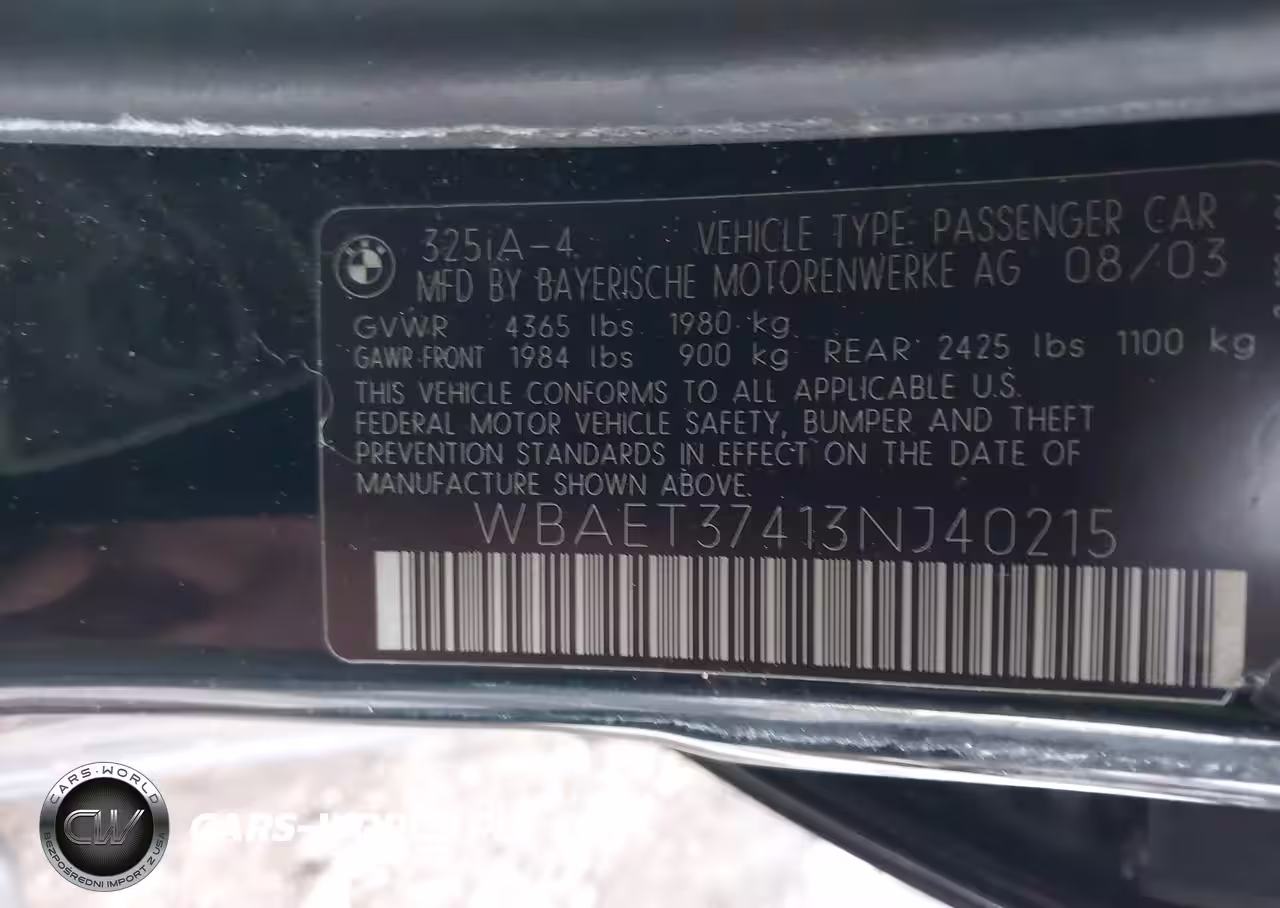 325iA-4 VEHICLE TYPE: PASSENGER CAR
MFD BY BAYERISCHE MOTORENWERKE AG 08/03
GVWR 4365 lbs 1980 kg
GAWR-FRONT 1984 lbs 900 kg REAR 2425 lbs 1100 kg
THIS VEHICLE CONFORMS TO ALL APPLICABLE U.S.
FEDERAL MOTOR VEHICLE SAFETY, BUMPER AND THEFT
PREVENTION STANDARDS IN EFFECT ON THE DATE OF
MANUFACTURE SHOWN ABOVE.
WBAET37413NJ40215
CARS-WORLD
CW
BEZPOŚREDNI IMPORT Z USA